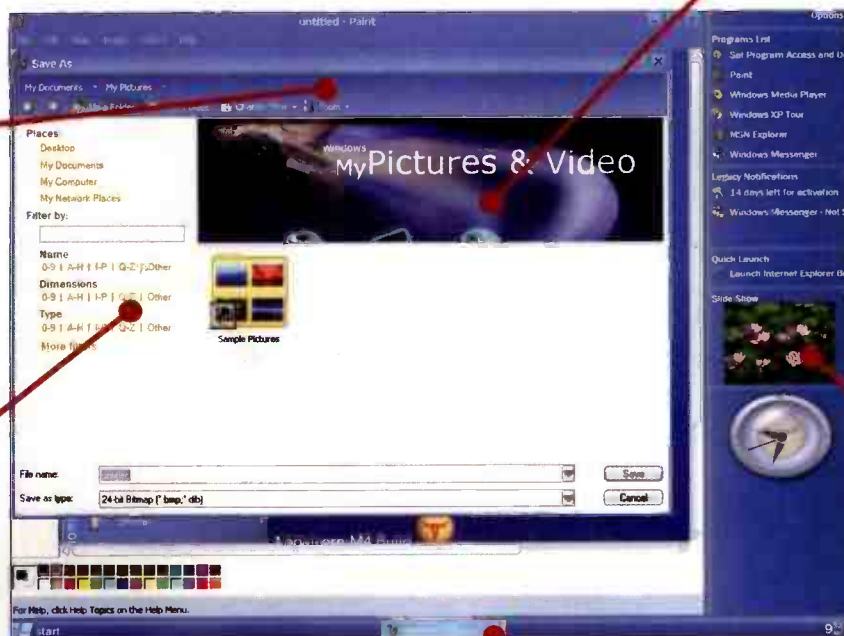 untitled - Paint
Save As
My Documents
My Pictures
Places
Desktop
My Documents
My Computer
My Network Places
Filter by:
Name
0-9 | A-H | I-P | Q-Z | Other
Dimensions
0-9 | A-H | I-P | Q-Z | Other
Type
0-9 | A-H | I-P | Q-Z | Other
More filters
Windows
My Pictures & Video
Sample Pictures
File name:
Save
Save as type:
24-bit Bitmap (*.bmp;*.dib)
Cancel
For Help, click Help Topics on the Help Menu.
start
Options
Programs List
Set Program Access and D
Paint
Windows Media Player
Windows XP Tour
MSN Explorer
Windows Messenger
Legacy Notifications
14 days left for activation
Windows Messenger - Not S
Quick Launch
Launch Internet Explorer B
Slide Show